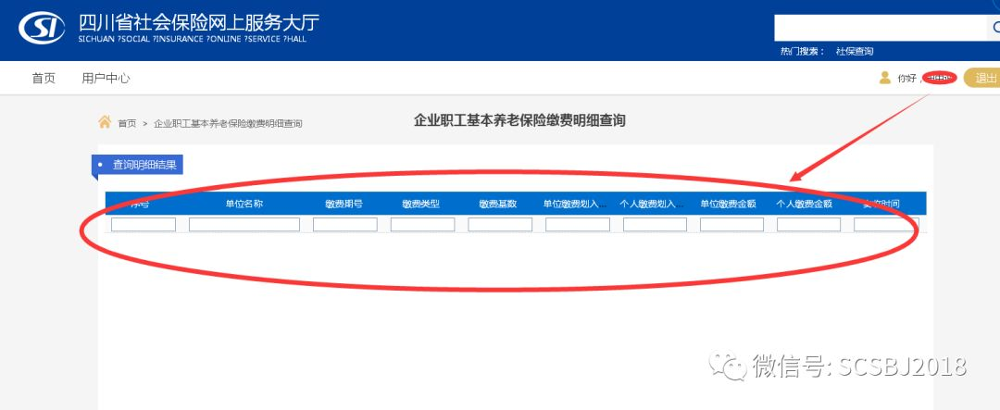 四川省社会保险网上服务大厅
SICHUAN ?SOCIAL ?INSURANCE ?ONLINE ?SERVICE ?HALL
热门搜索： 社保查询
首页 用户中心
你好， 退出
首页 > 企业职工基本养老保险缴费明细查询
企业职工基本养老保险缴费明细查询
查询明细结果
序号 单位名称 缴费期号 缴费类型 缴费基数 单位缴费划入... 个人缴费划入... 单位缴费金额 个人缴费金额 实收时间
微信号: SCSBJ2018